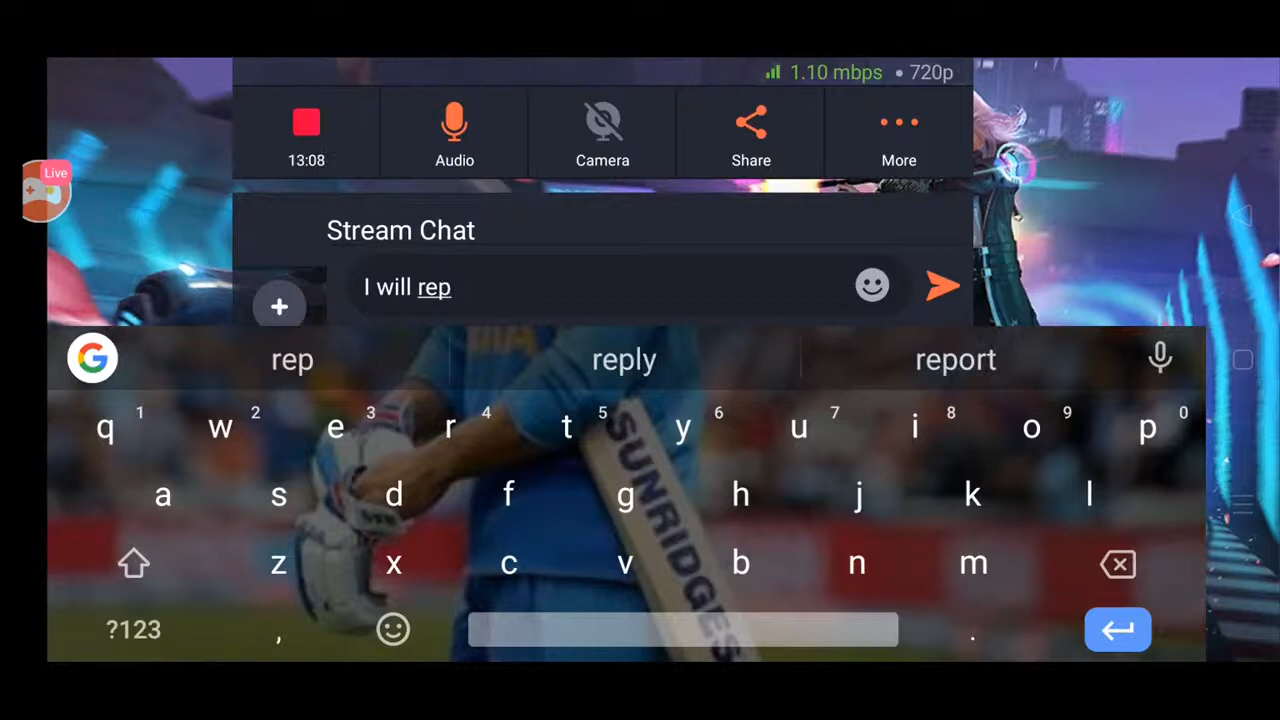 1.10 mbps • 720p
Live
13:08
Audio
Camera
Share
More
Stream Chat
I will rep
rep
reply
report
q 1 w 2 e 3 r 4 t 5 y 6 u 7 i 8 o 9 p 0
a s d f g h j k l
z x c v b n m
?123 , .
SUNRIDGES